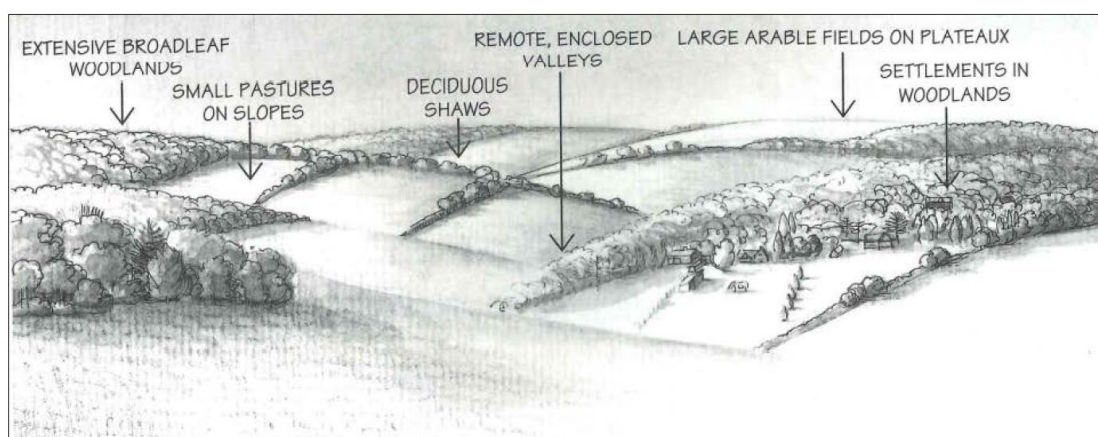 EXTENSIVE BROADLEAF
WOODLANDS
SMALL PASTURES
ON SLOPES
DECIDUOUS
SHAWS
REMOTE, ENCLOSED
VALLEYS
LARGE ARABLE FIELDS ON PLATEAUX
SETTLEMENTS IN
WOODLANDS